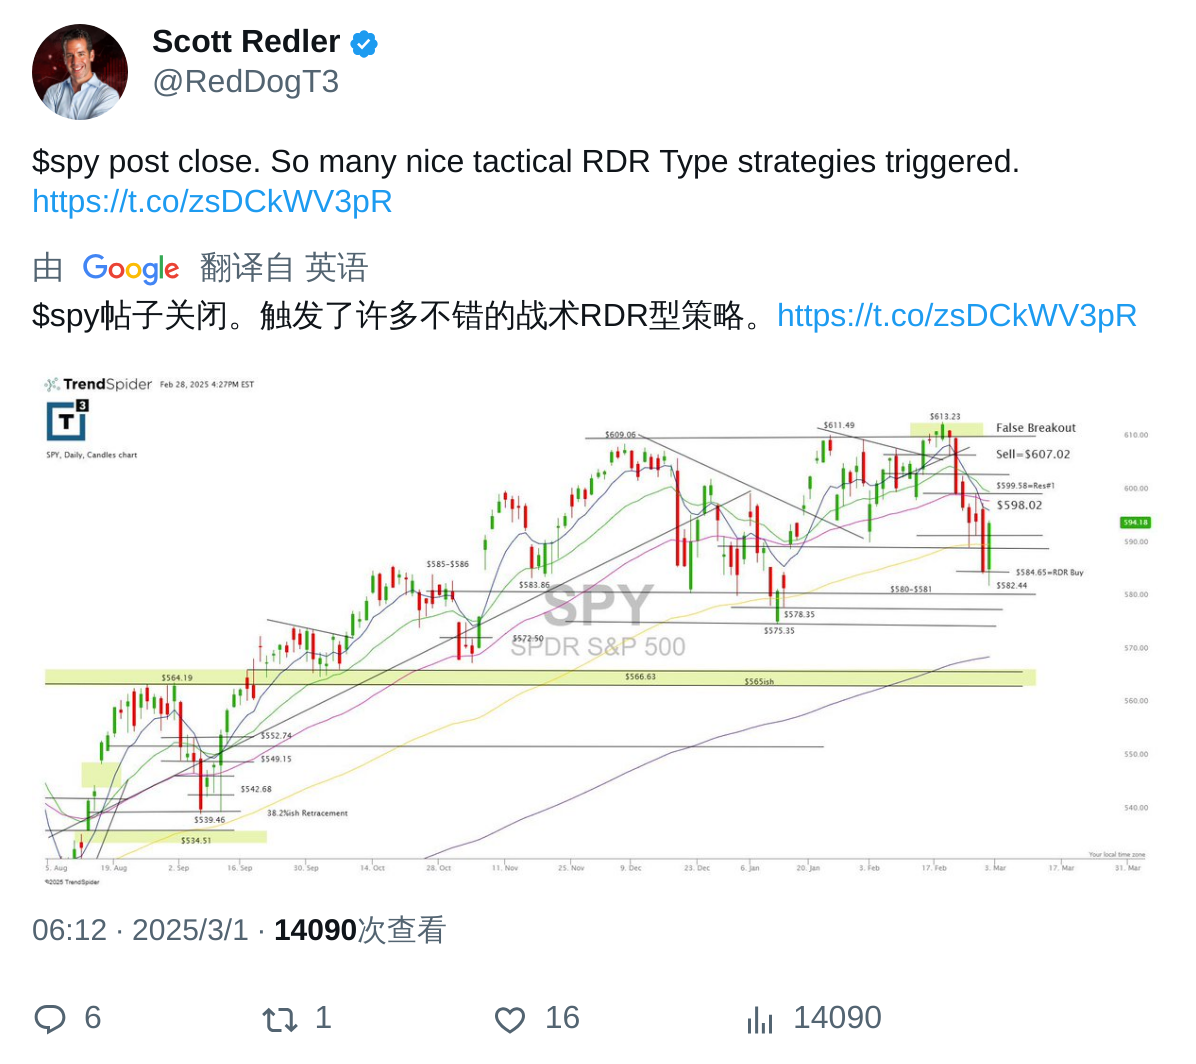 Scott Redler
@RedDogT3
$spy post close. So many nice tactical RDR Type strategies triggered.
https://t.co/zsDCkWV3pR
由 Google 翻译自 英语
$spy帖子关闭。触发了许多不错的战术RDR型策略。https://t.co/zsDCkWV3pR
TrendSpider Feb 28, 2025 4:27PM EST
T3
SPY, Daily, Candles chart
$613.23
$611.49
$609.06
False Breakout
610.00
Sell=$607.02
$599.58=Res#1
600.00
$598.02
594.18
590.00
$585-$586
$584.65=RDR Buy
$583.86
$582.44
$580-$581
580.00
SPY
$578.35
$575.35
$572.50
SPDR S&P 500
570.00
$564.19
$566.63
$565ish
560.00
$552.74
550.00
$549.15
$542.68
540.00
$539.46
38.2%ish Retracement
$534.51
Your local time zone
5. Aug 19. Aug 2. Sep 16. Sep 30. Sep 14. Oct 28. Oct 11. Nov 25. Nov 9. Dec 23. Dec 6. Jan 20. Jan 3. Feb 17. Feb 3. Mar 17. Mar 31. Mar
©2025 TrendSpider
06:12 · 2025/3/1 · 14090次查看
6 1 16 14090